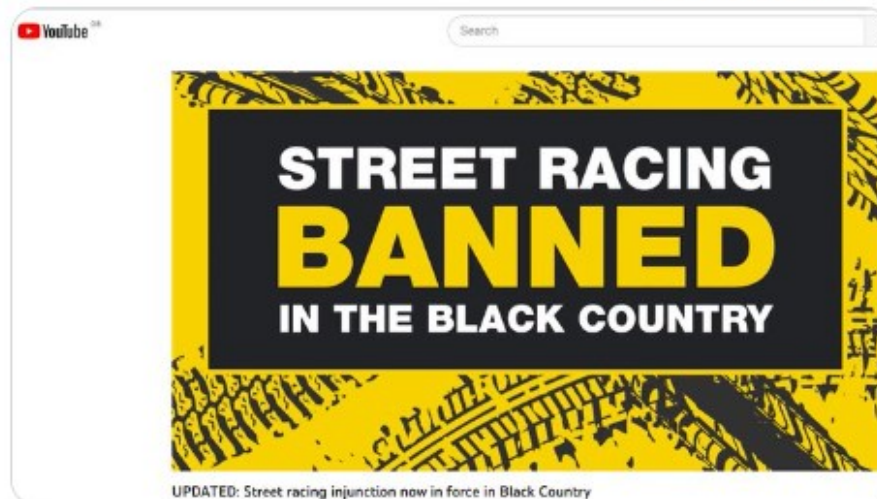 YouTube GB
Search
STREET RACING
BANNED
IN THE BLACK COUNTRY
UPDATED: Street racing injunction now in force in Black Country